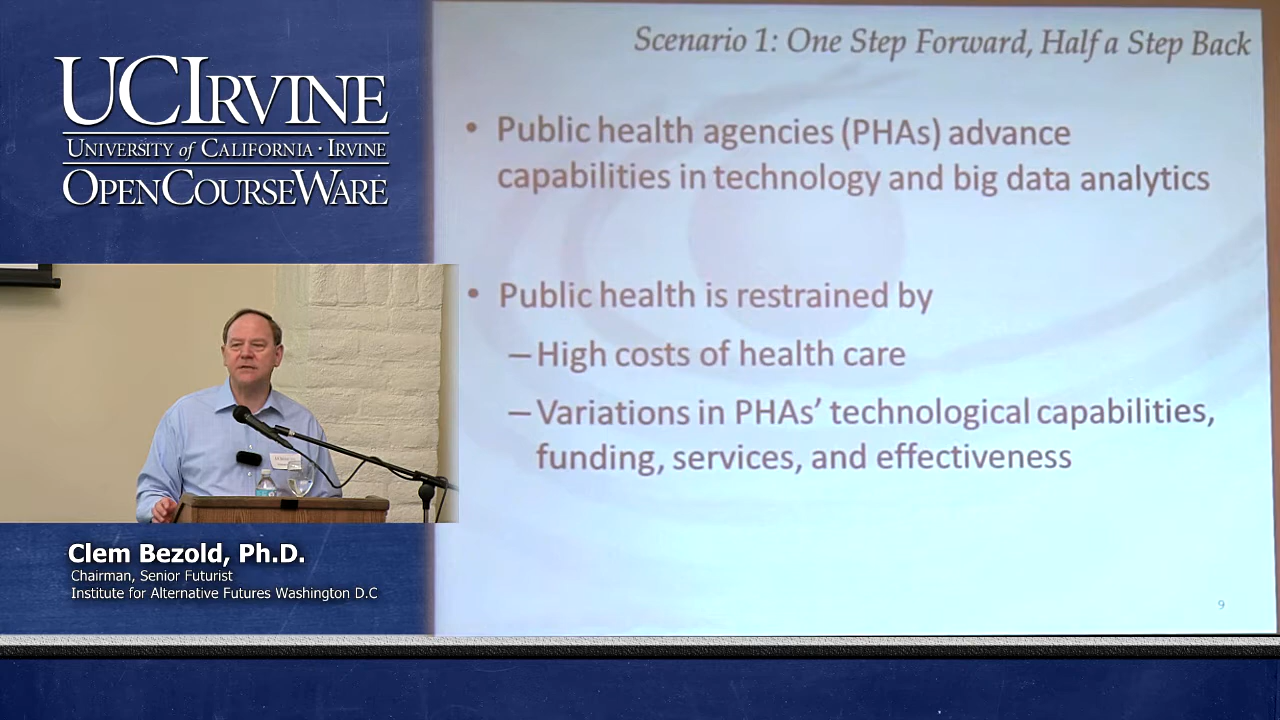 UCIRVINE
UNIVERSITY of CALIFORNIA · IRVINE
OPENCOURSEWARE
Scenario 1: One Step Forward, Half a Step Back
• Public health agencies (PHAs) advance
capabilities in technology and big data analytics
• Public health is restrained by
– High costs of health care
– Variations in PHAs’ technological capabilities,
funding, services, and effectiveness
9
Clem Bezold, Ph.D.
Chairman, Senior Futurist
Institute for Alternative Futures Washington D.C